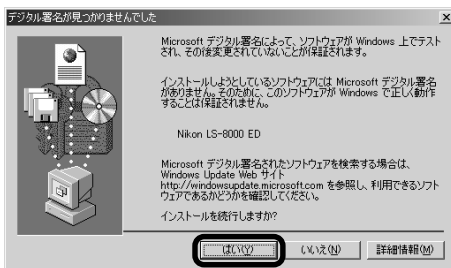 デジタル署名が見つかりませんでした
Microsoft デジタル署名によって、ソフトウェアが Windows 上でテスト
され、その後変更されていないことが保証されます。
インストールしようとしているソフトウェアには Microsoft デジタル署名
がありません。そのために、このソフトウェアが Windows で正しく動作
することは保証されません。
Nikon LS-8000 ED
Microsoft デジタル署名されたソフトウェアを検索する場合は、
Windows Update Web サイト
http://windowsupdate.microsoft.com を参照し、利用できるソフト
ウェアであるかどうかを確認してください。
インストールを続行しますか?
はい(Y) いいえ(N) 詳細情報(M)